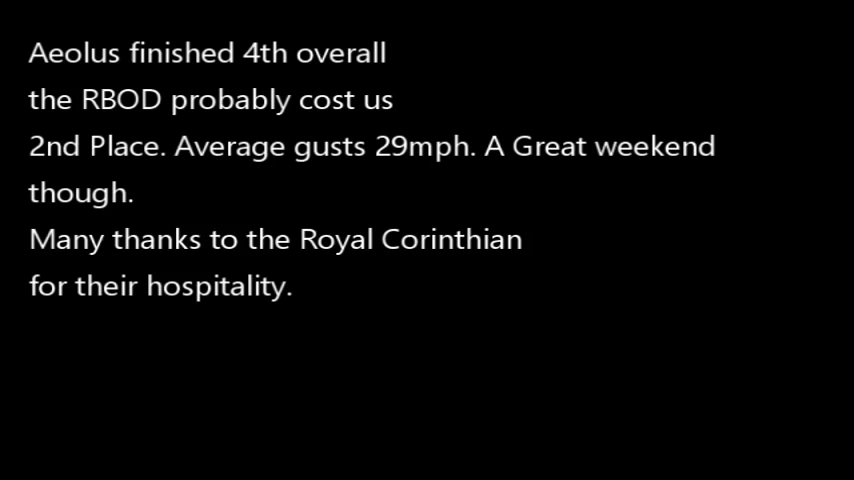 Aeolus finished 4th overall
the RBOD probably cost us
2nd Place. Average gusts 29mph. A Great weekend
though.
Many thanks to the Royal Corinthian
for their hospitality.